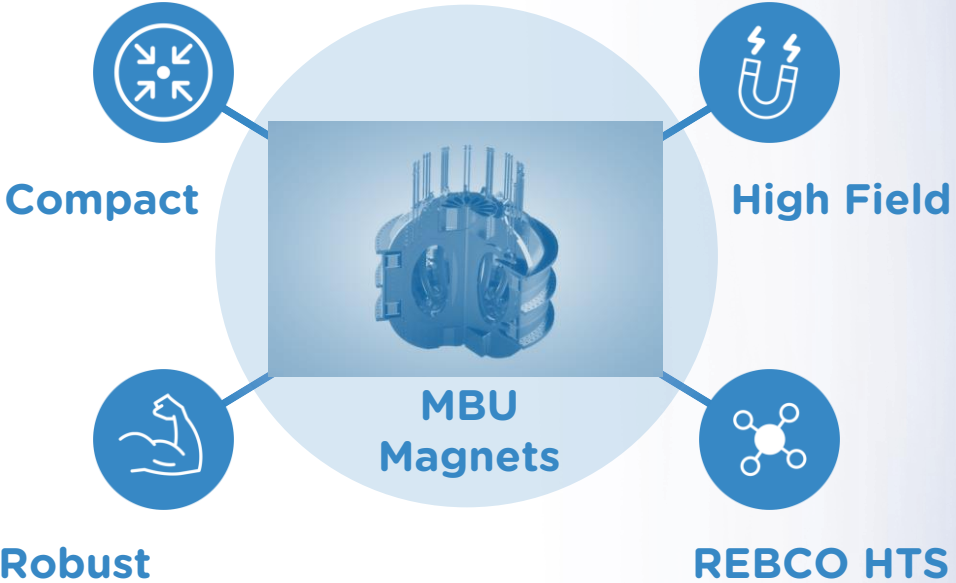 Compact
High Field
MBU
Magnets
Robust
REBCO HTS